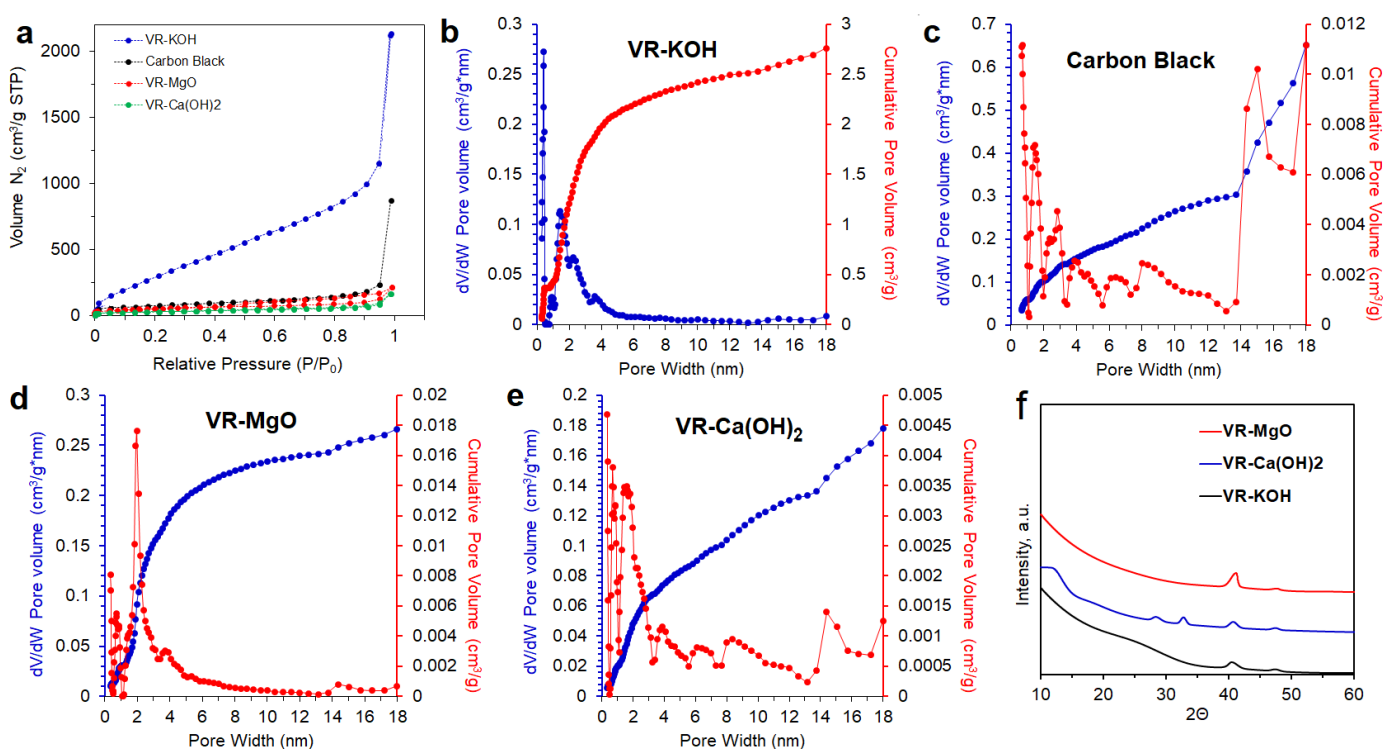 a
VR-KOH
Carbon Black
VR-MgO
VR-Ca(OH)2
Volume N2 (cm3/g STP)
2000
1500
1000
500
0
0 0.2 0.4 0.6 0.8 1
Relative Pressure (P/P0)
b
VR-KOH
dV/dW Pore volume (cm3/g*nm)
0.3
0.25
0.2
0.15
0.1
0.05
0
3
2.5
2
1.5
1
0.5
0
Cumulative Pore Volume (cm3/g)
0 2 4 6 8 10 12 14 16 18
Pore Width (nm)
c
Carbon Black
dV/dW Pore volume (cm3/g*nm)
0.7
0.6
0.5
0.4
0.3
0.2
0.1
0
0.012
0.01
0.008
0.006
0.004
0.002
0
Cumulative Pore Volume (cm3/g)
0 2 4 6 8 10 12 14 16 18
Pore Width (nm)
d
VR-MgO
dV/dW Pore volume (cm3/g*nm)
0.3
0.25
0.2
0.15
0.1
0.05
0
0.02
0.018
0.016
0.014
0.012
0.010
0.008
0.006
0.004
0.002
0.000
Cumulative Pore Volume (cm3/g)
0 2 4 6 8 10 12 14 16 18
Pore Width (nm)
e
VR-Ca(OH)2
dV/dW Pore volume (cm3/g*nm)
0.2
0.18
0.16
0.14
0.12
0.1
0.08
0.06
0.04
0.02
0
0.005
0.0045
0.004
0.0035
0.003
0.0025
0.002
0.0015
0.001
0.0005
0.000
Cumulative Pore Volume (cm3/g)
0 2 4 6 8 10 12 14 16 18
Pore Width (nm)
f
VR-MgO
VR-Ca(OH)2
VR-KOH
Intensity, a.u.
10 20 30 40 50 60
2Θ